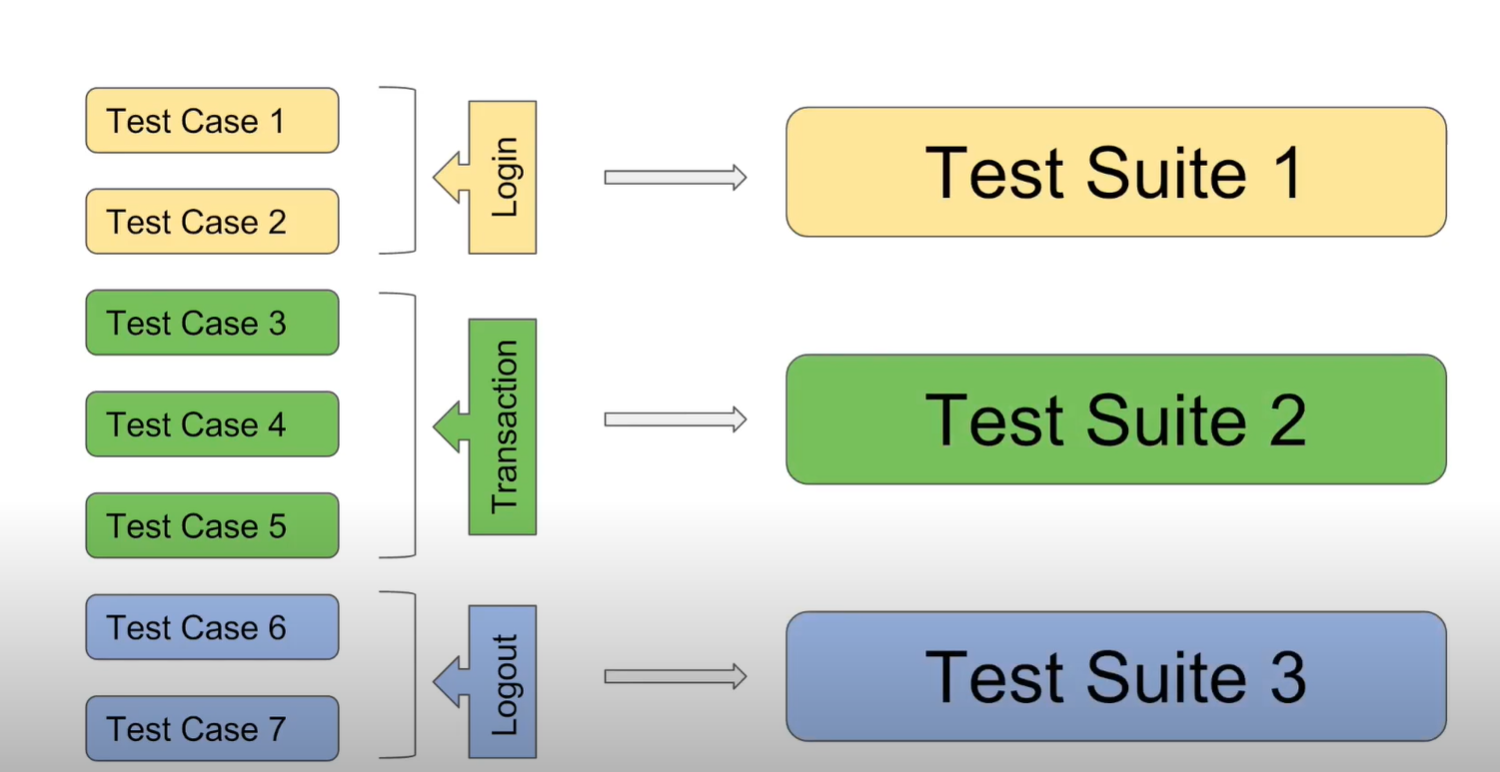 Test Case 1
Test Case 2
Login
Test Suite 1
Test Case 3
Test Case 4
Test Case 5
Transaction
Test Suite 2
Test Case 6
Test Case 7
Logout
Test Suite 3